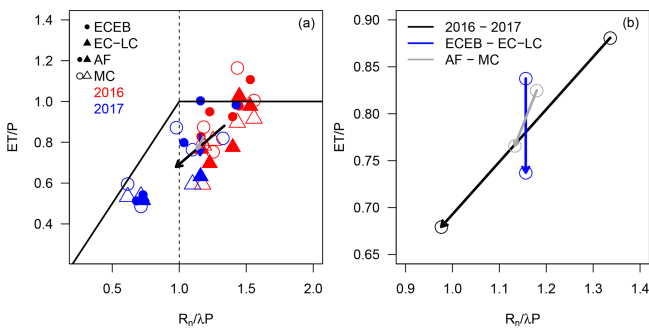 (a)
ECEB
EC−LC
AF
MC
2016
2017
1.4
1.2
1.0
0.8
0.6
0.4
ET/P
0.5
1.0
1.5
2.0
Rn/λP
(b)
2016 − 2017
ECEB − EC−LC
AF − MC
0.90
0.85
0.80
0.75
0.70
0.65
ET/P
0.9
1.0
1.1
1.2
1.3
1.4
Rn/λP